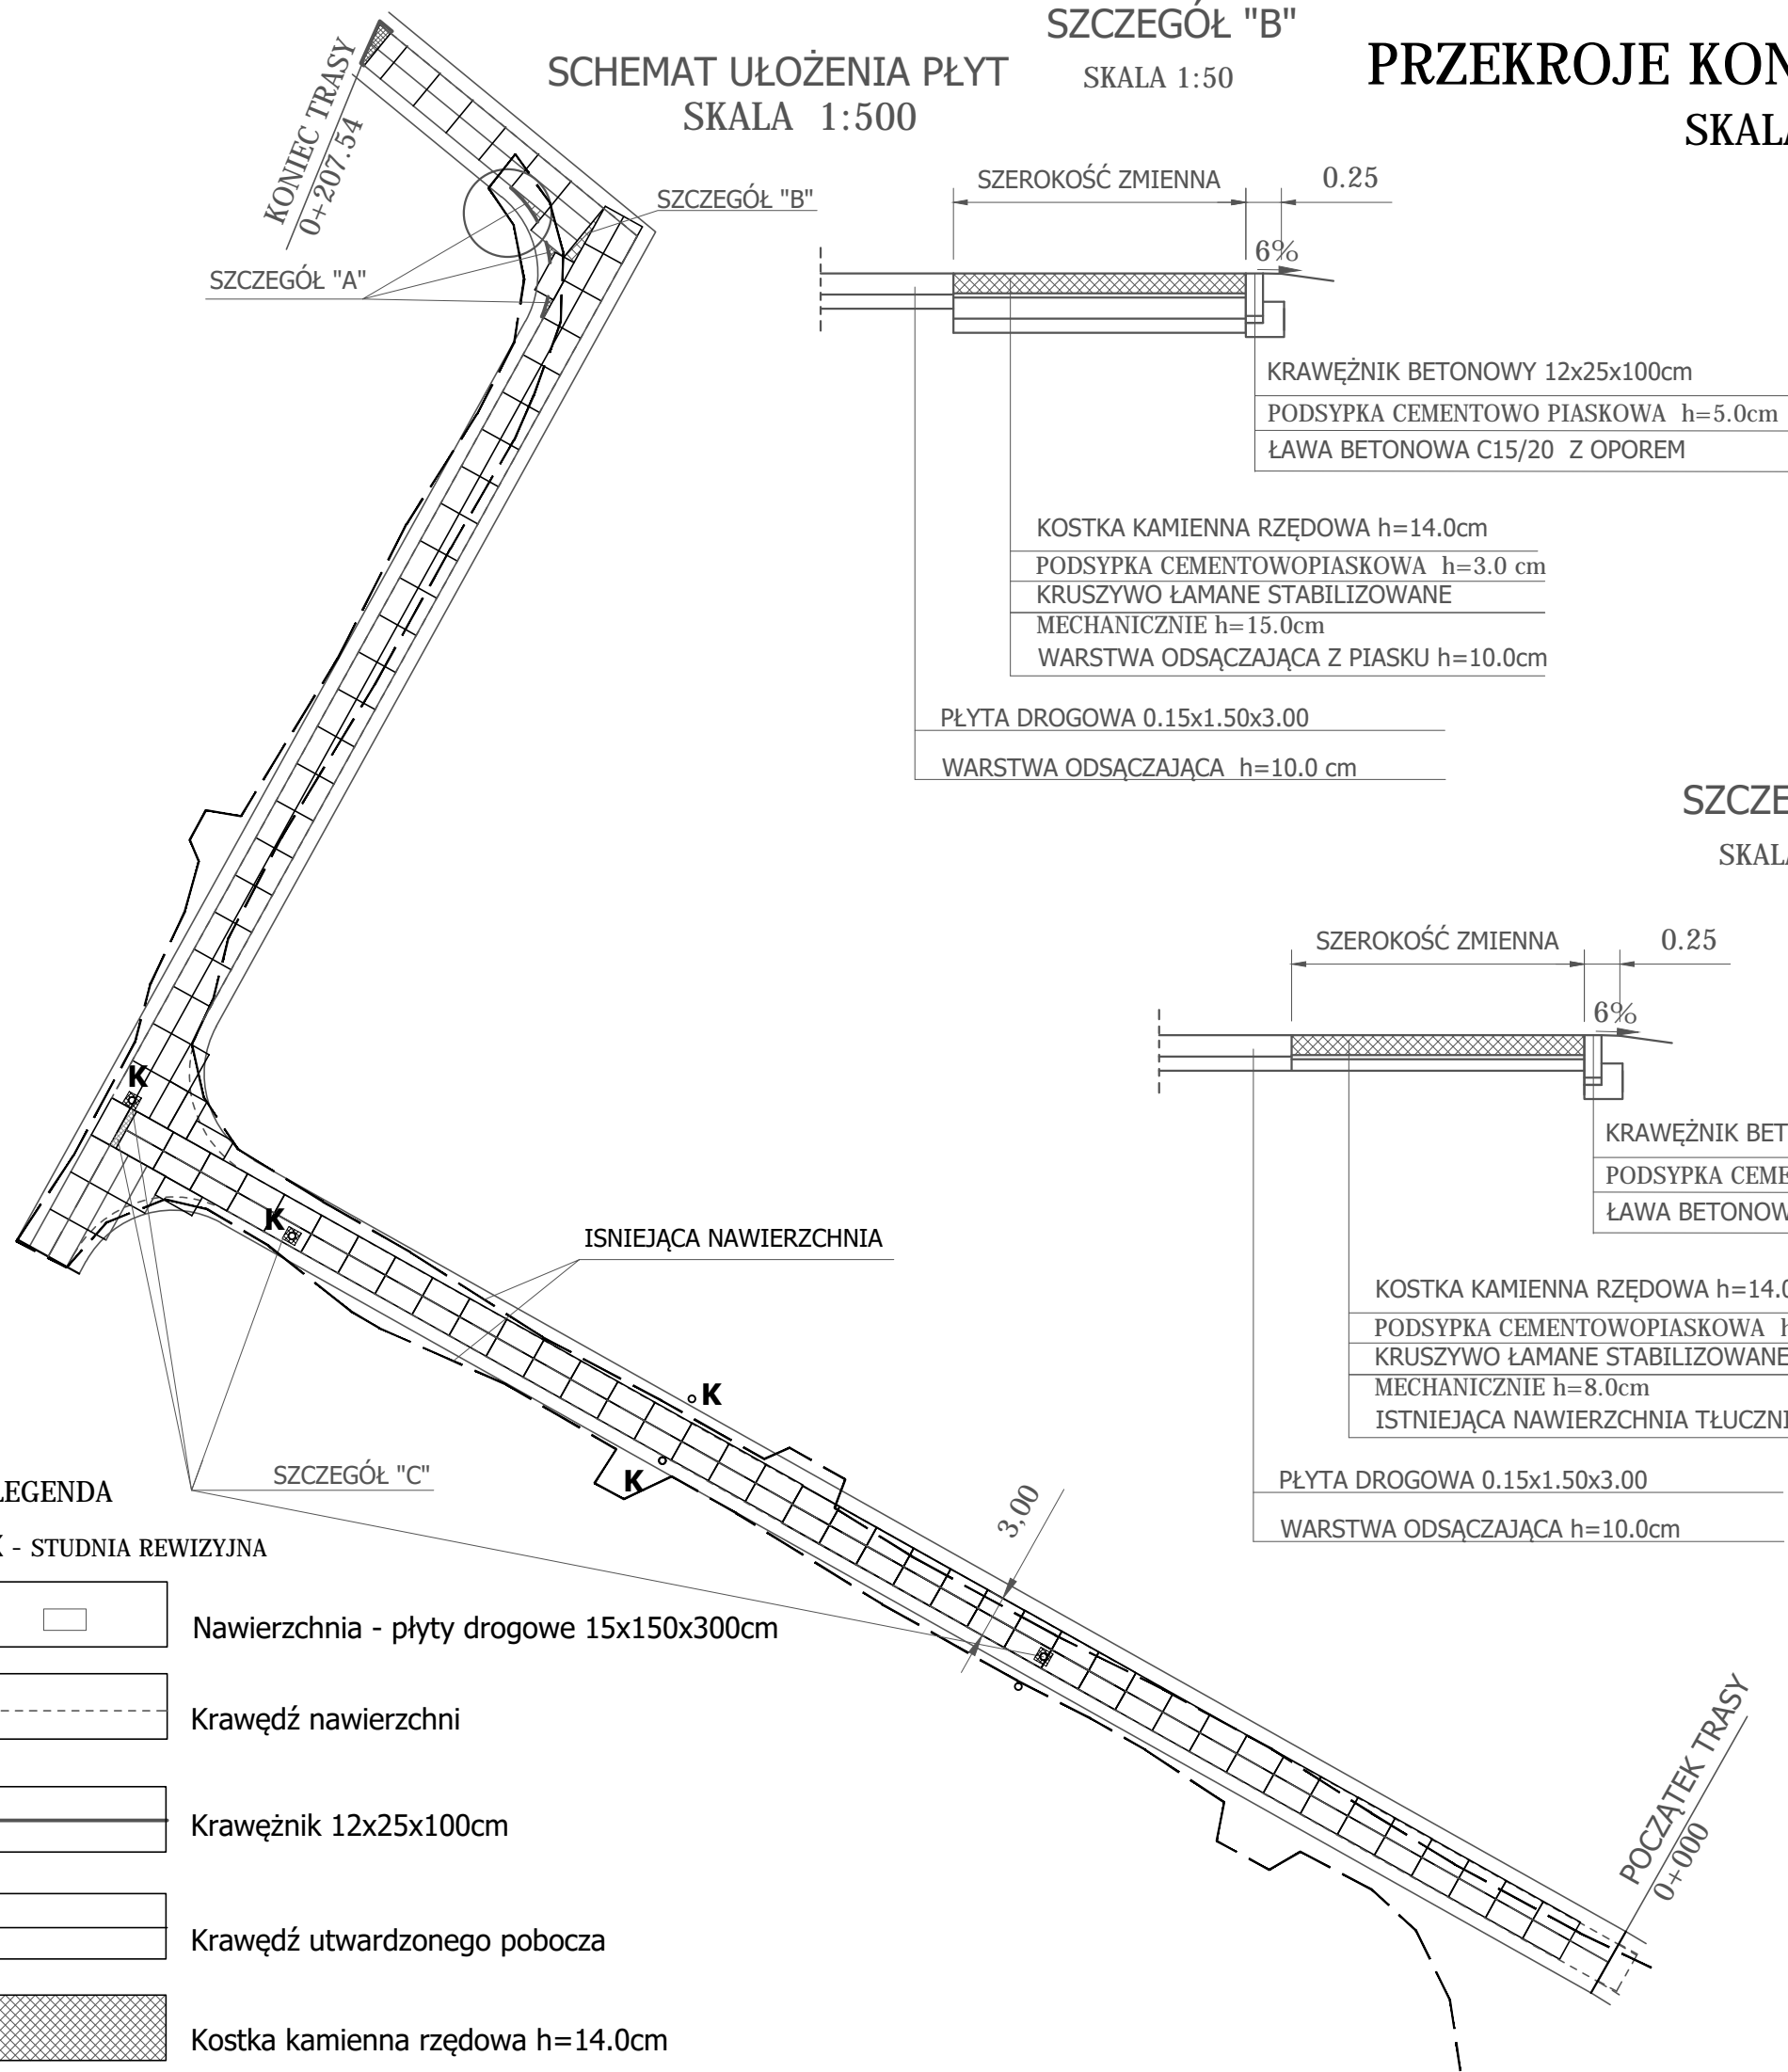 SZCZEGÓŁ "B"
SKALA 1:50
SCHEMAT UŁOŻENIA PŁYT
SKALA 1:500
PRZEKROJE KON
SKALA
KONIEC TRASY
0+207.54
SZCZEGÓŁ "B"
SZCZEGÓŁ "A"
SZEROKOŚĆ ZMIENNA
0.25
6%
KRAWĘŻNIK BETONOWY 12x25x100cm
PODSYPKA CEMENTOWO PIASKOWA h=5.0cm
ŁAWA BETONOWA C15/20 Z OPOREM
KOSTKA KAMIENNA RZĘDOWA h=14.0cm
PODSYPKA CEMENTOWOPIASKOWA h=3.0 cm
KRUSZYWO ŁAMANE STABILIZOWANE
MECHANICZNIE h=15.0cm
WARSTWA ODSĄCZAJĄCA Z PIASKU h=10.0cm
PŁYTA DROGOWA 0.15x1.50x3.00
WARSTWA ODSĄCZAJĄCA h=10.0 cm
SZCZE
SKALA
SZEROKOŚĆ ZMIENNA
0.25
6%
KRAWĘŻNIK BET
PODSYPKA CEME
ŁAWA BETONOW
KOSTKA KAMIENNA RZĘDOWA h=14.0
PODSYPKA CEMENTOWOPIASKOWA h
KRUSZYWO ŁAMANE STABILIZOWANE
MECHANICZNIE h=8.0cm
ISTNIEJĄCA NAWIERZCHNIA TŁUCZNI
PŁYTA DROGOWA 0.15x1.50x3.00
WARSTWA ODSĄCZAJĄCA h=10.0cm
K
K
ISNIEJĄCA NAWIERZCHNIA
K
K
SZCZEGÓŁ "C"
3,00
POCZĄTEK TRASY
0+000
LEGENDA
K - STUDNIA REWIZYJNA
Nawierzchnia - płyty drogowe 15x150x300cm
Krawędź nawierzchni
Krawężnik 12x25x100cm
Krawędź utwardzonego pobocza
Kostka kamienna rzędowa h=14.0cm